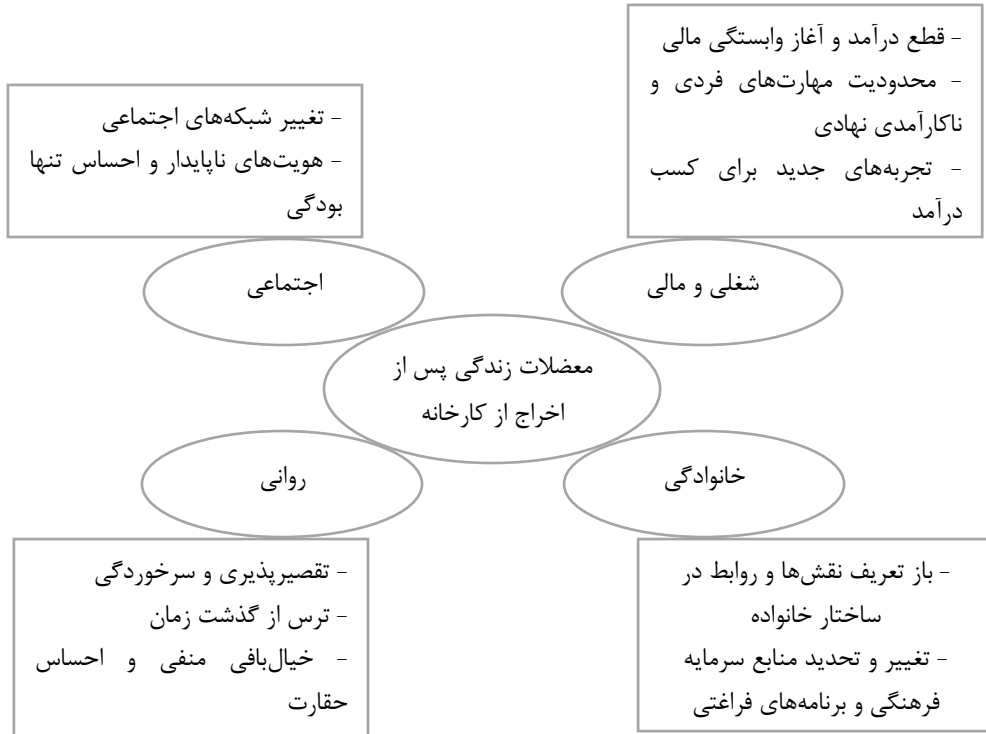 - قطع درآمد و آغاز وابستگی مالی
- محدودیت مهارت‌های فردی و
ناکارآمدی نهادی
- تجربه‌های جدید برای کسب
درآمد
- تغییر شبکه‌های اجتماعی
- هویت‌های ناپایدار و احساس تنها
بودگی
شغلی و مالی
اجتماعی
معضلات زندگی پس از
اخراج از کارخانه
خانوادگی
روانی
- باز تعریف نقش‌ها و روابط در
ساختار خانواده
- تغییر و تحدید منابع سرمایه
فرهنگی و برنامه‌های فراغتی
- تقصیرپذیری و سرخوردگی
- ترس از گذشت زمان
- خیال‌بافی منفی و احساس
حقارت